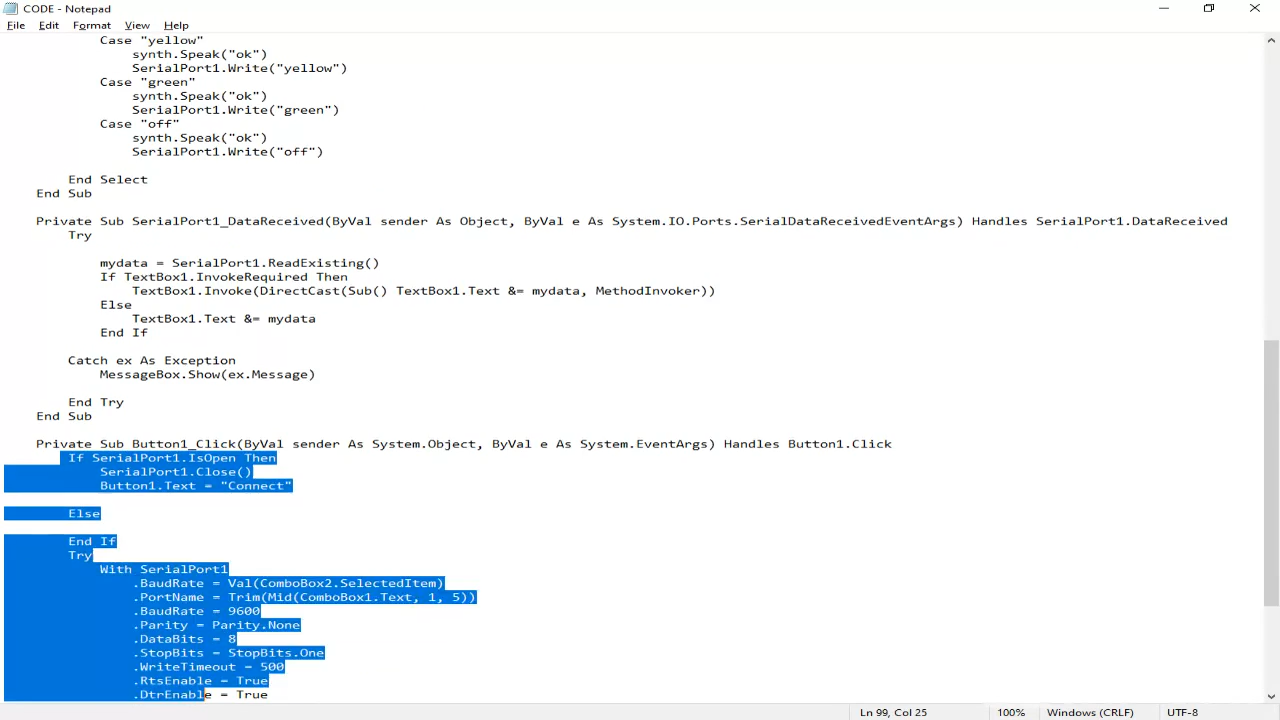 CODE - Notepad
File Edit Format View Help
Case "yellow"
synth.Speak("ok")
SerialPort1.Write("yellow")
Case "green"
synth.Speak("ok")
SerialPort1.Write("green")
Case "off"
synth.Speak("ok")
SerialPort1.Write("off")
End Select
End Sub
Private Sub SerialPort1_DataReceived(ByVal sender As Object, ByVal e As System.IO.Ports.SerialDataReceivedEventArgs) Handles SerialPort1.DataReceived
Try
mydata = SerialPort1.ReadExisting()
If TextBox1.InvokeRequired Then
TextBox1.Invoke(DirectCast(Sub() TextBox1.Text &= mydata, MethodInvoker))
Else
TextBox1.Text &= mydata
End If
Catch ex As Exception
MessageBox.Show(ex.Message)
End Try
End Sub
Private Sub Button1_Click(ByVal sender As System.Object, ByVal e As System.EventArgs) Handles Button1.Click
If SerialPort1.IsOpen Then
SerialPort1.Close()
Button1.Text = "Connect"
Else
End If
Try
With SerialPort1
.BaudRate = Val(ComboBox2.SelectedItem)
.PortName = Trim(Mid(ComboBox1.Text, 1, 5))
.BaudRate = 9600
.Parity = Parity.None
.DataBits = 8
.StopBits = StopBits.One
.WriteTimeout = 500
.RtsEnable = True
.DtrEnable = True
Ln 99, Col 25 100% Windows (CRLF) UTF-8